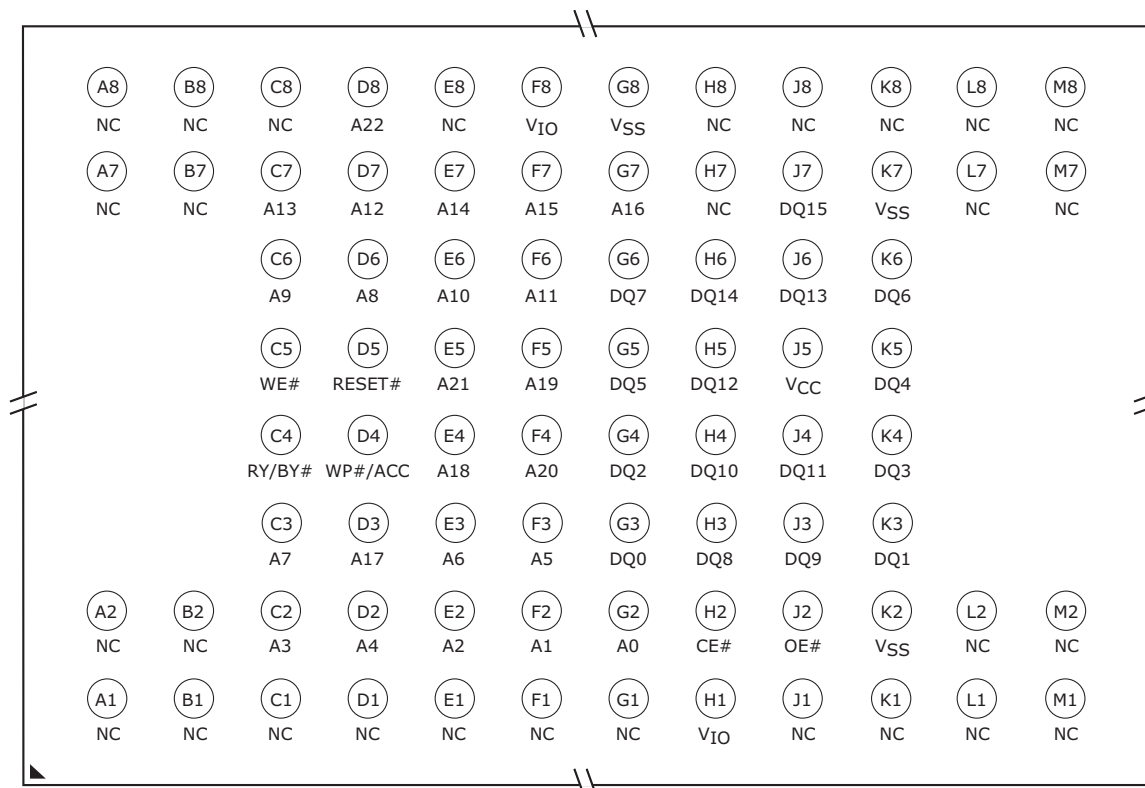 A8 B8 C8 D8 E8 F8 G8 H8 J8 K8 L8 M8
NC NC NC A22 NC VIO VSS NC NC NC NC NC
A7 B7 C7 D7 E7 F7 G7 H7 J7 K7 L7 M7
NC NC A13 A12 A14 A15 A16 NC DQ15 VSS NC NC
C6 D6 E6 F6 G6 H6 J6 K6
A9 A8 A10 A11 DQ7 DQ14 DQ13 DQ6
C5 D5 E5 F5 G5 H5 J5 K5
WE# RESET# A21 A19 DQ5 DQ12 VCC DQ4
C4 D4 E4 F4 G4 H4 J4 K4
RY/BY# WP#/ACC A18 A20 DQ2 DQ10 DQ11 DQ3
C3 D3 E3 F3 G3 H3 J3 K3
A7 A17 A6 A5 DQ0 DQ8 DQ9 DQ1
A2 B2 C2 D2 E2 F2 G2 H2 J2 K2 L2 M2
NC NC A3 A4 A2 A1 A0 CE# OE# VSS NC NC
A1 B1 C1 D1 E1 F1 G1 H1 J1 K1 L1 M1
NC NC NC NC NC NC NC VIO NC NC NC NC